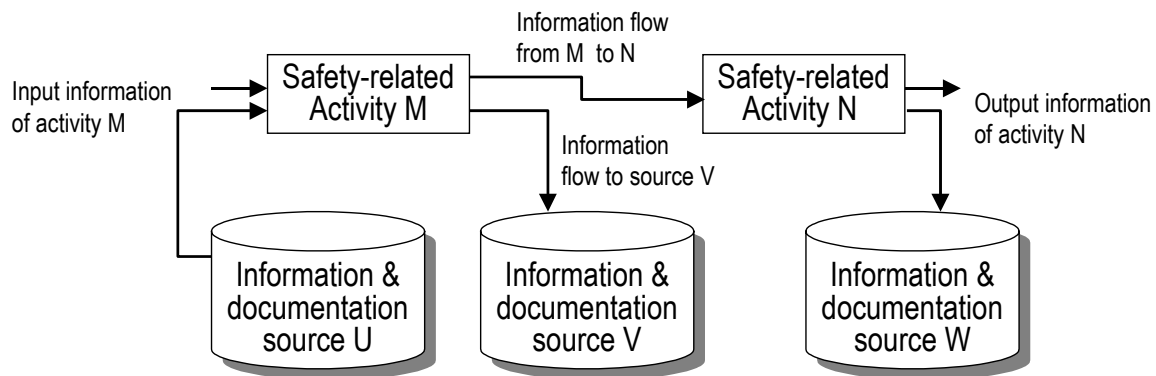 Information flow
from M to N
Input information
of activity M
Safety-related
Activity M
Safety-related
Activity N
Output information
of activity N
Information
flow to source V
Information &
documentation
source U
Information &
documentation
source V
Information &
documentation
source W